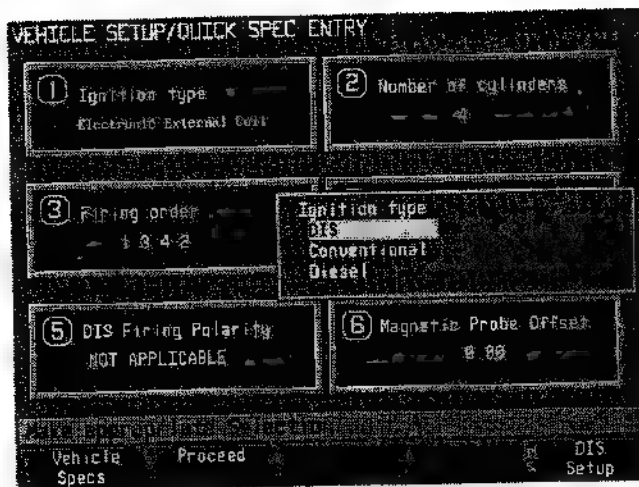 VEHICLE SETUP/QUICK SPEC ENTRY
1 Ignition type
Electronic External Coil
2 Number of cylinders
4
3 Firing order
1 3 4 2
Ignition type
DIS
Conventional
Diesel
5 DIS Firing Polarity
NOT APPLICABLE
6 Magnetic Probe Offset
0.00
Vehicle Specs
Proceed
DIS Setup